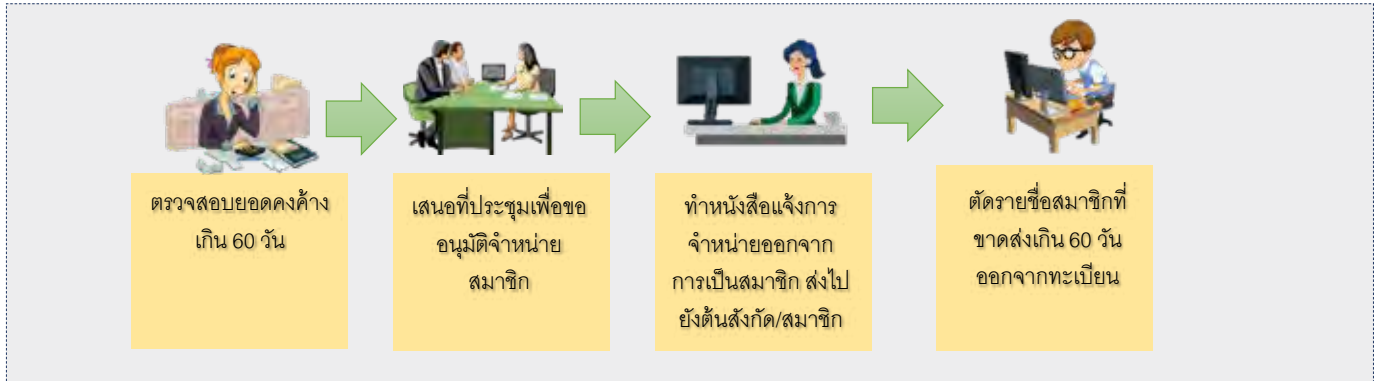 ตรวจสอบยอดคงค้าง
เกิน 60 วัน
เสนอที่ประชุมเพื่อขอ
อนุมัติจำหน่าย
สมาชิก
ทำหนังสือแจ้งการ
จำหน่ายออกจาก
การเป็นสมาชิก ส่งไป
ยังต้นสังกัด/สมาชิก
ตัดรายชื่อสมาชิกที่
ขาดส่งเกิน 60 วัน
ออกจากทะเบียน